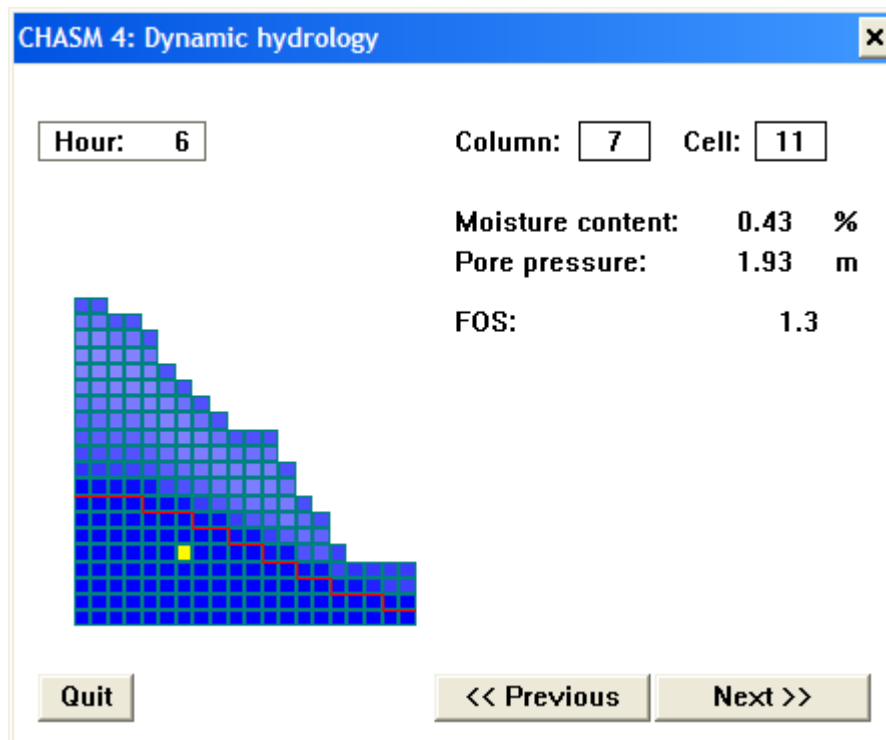 CHASM 4: Dynamic hydrology
Hour: 6
Column: 7 Cell: 11
Moisture content: 0.43 %
Pore pressure: 1.93 m
FOS: 1.3
Quit
<< Previous
Next >>